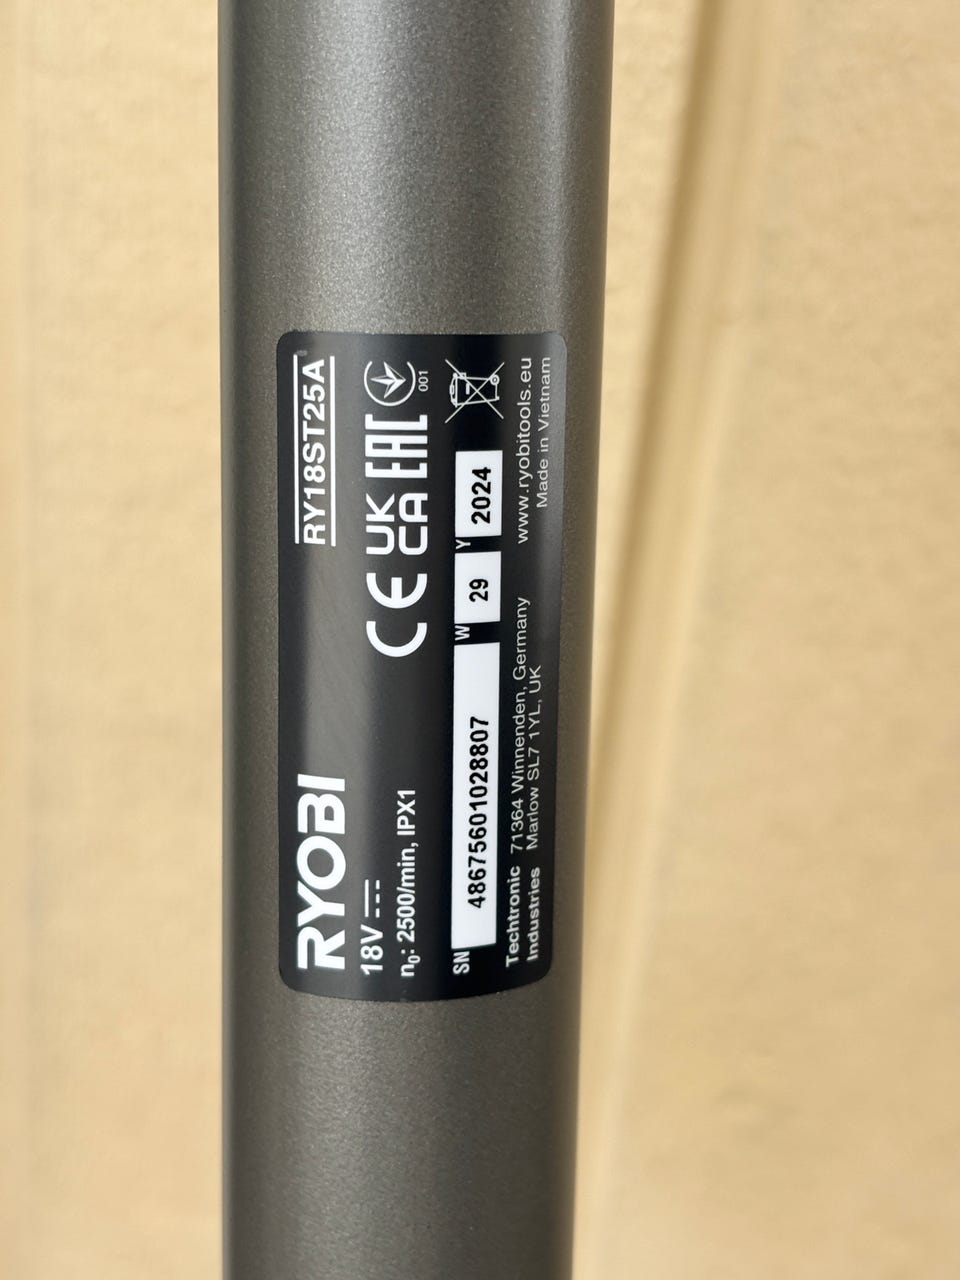 RYOBI
RY18ST25A
18V
n₀: 2500/min, IPX1
CE
UK
CA
EAC
001
SN 48675601028807 W 29 Y 2024
Techtronic
Industries
71364 Winnenden, Germany
Marlow SL7 1YL, UK
www.ryobitools.eu
Made in Vietnam